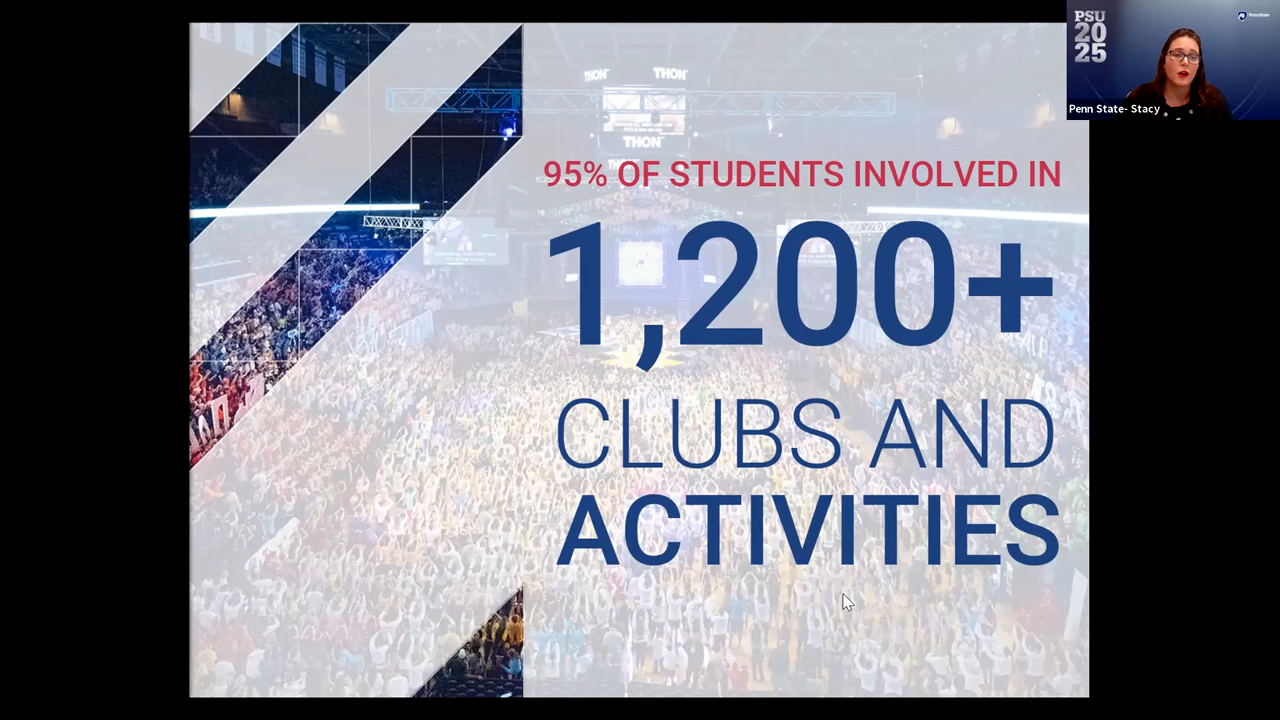 PSU
20
25
PennState
Penn State- Stacy
THON
THON
THON
95% OF STUDENTS INVOLVED IN
1,200+
CLUBS AND
ACTIVITIES